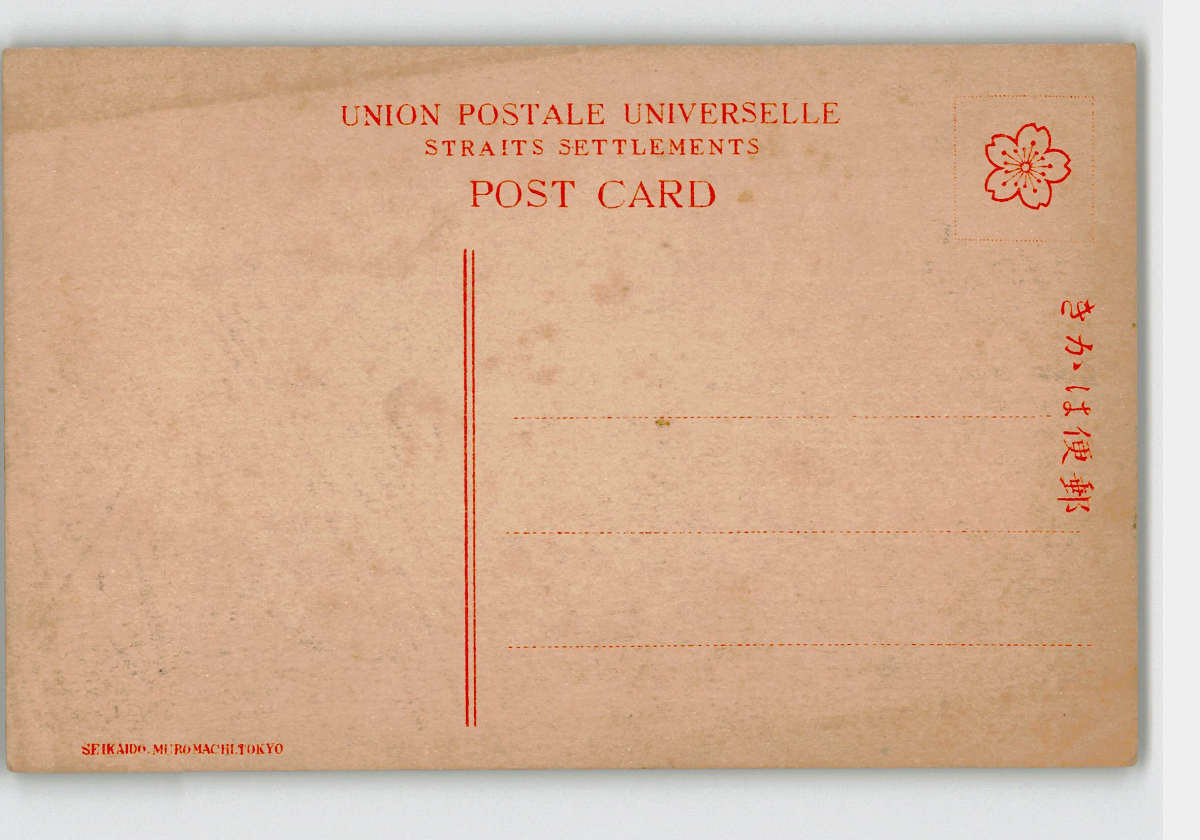 UNION POSTALE UNIVERSELLE
STRAITS SETTLEMENTS
POST CARD
郵便はかき
SEIKAIDO. MUROMACHI.TOKYO